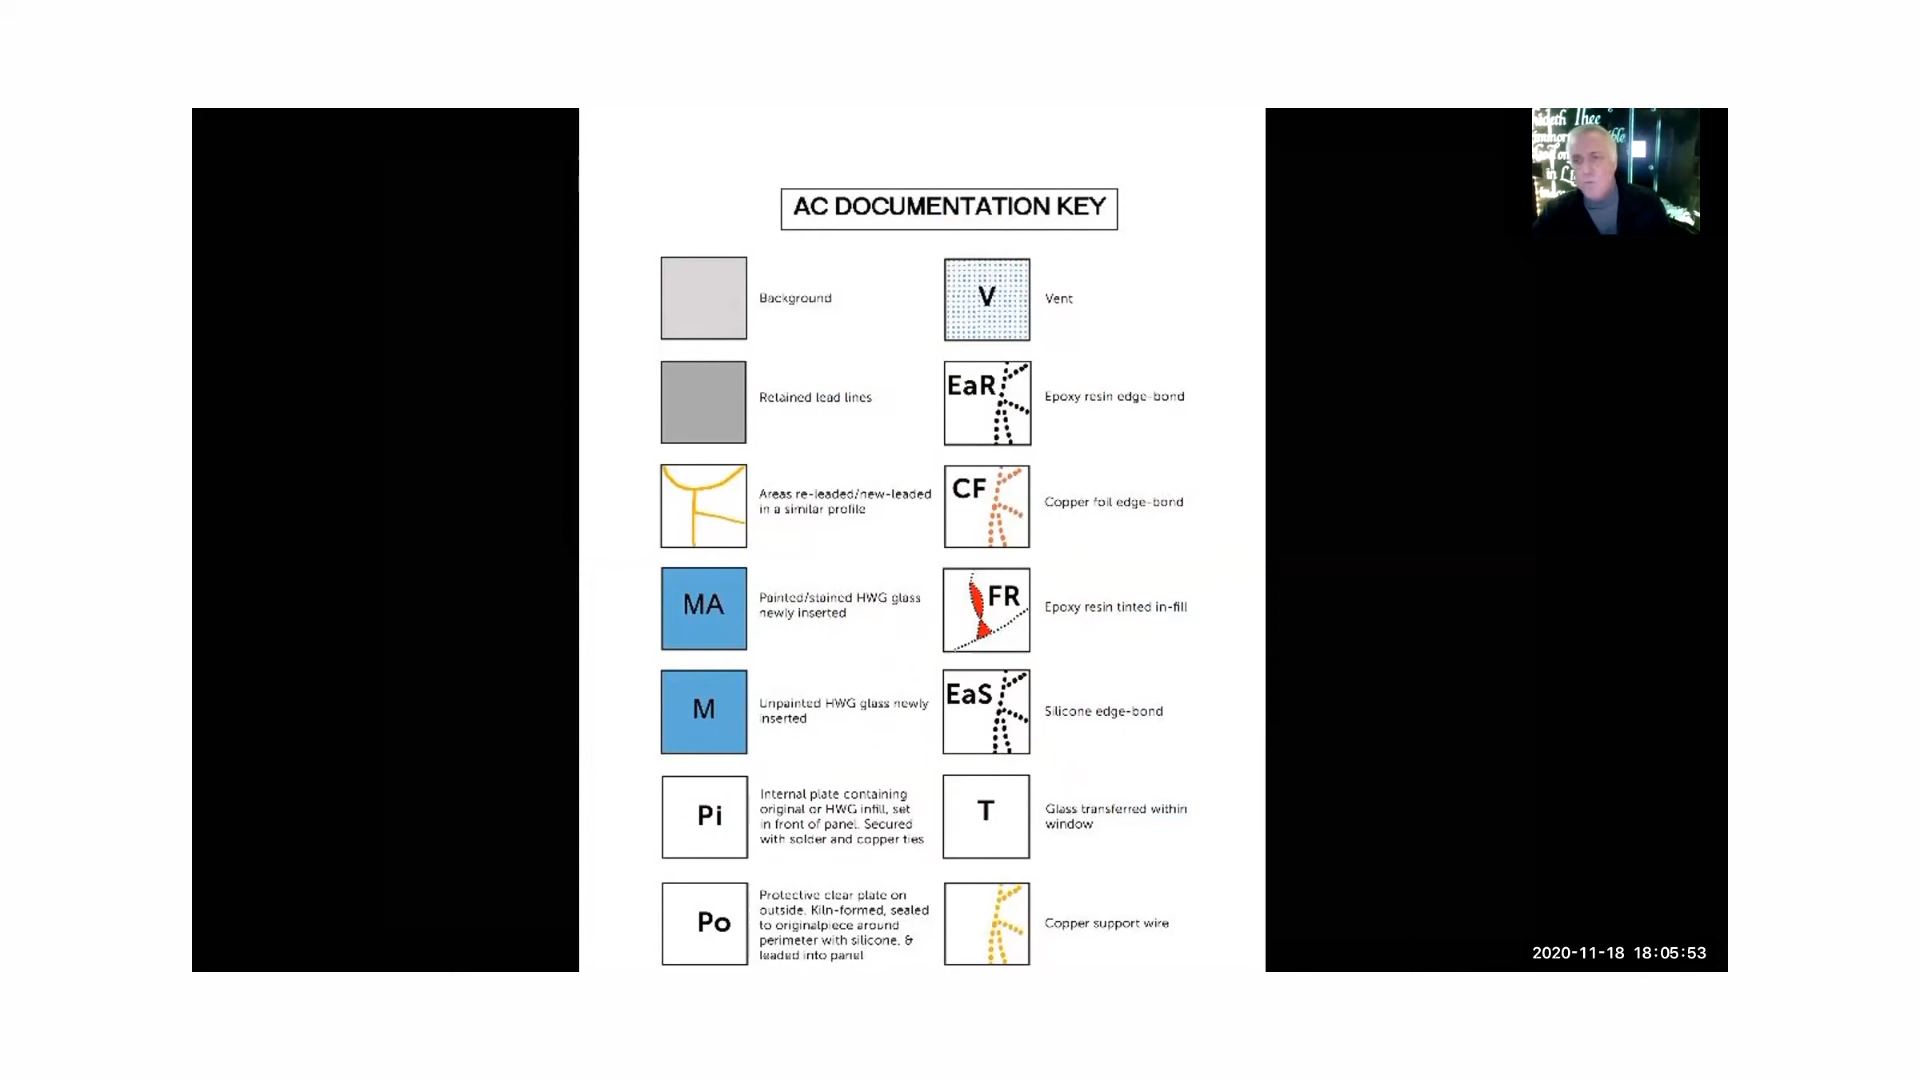 AC DOCUMENTATION KEY
Background
Retained lead lines
Areas re-leaded/new-leaded
in a similar profile
MA
Painted/stained HWG glass
newly inserted
M
Unpainted HWG glass newly
inserted
Pi
Internal plate containing
original or HWG infill, set
in front of panel. Secured
with solder and copper ties
Po
Protective clear plate on
outside. Kiln-formed, sealed
to originalpiece around
perimeter with silicone, &
leaded into panel
V
Vent
EaR
Epoxy resin edge-bond
CF
Copper foil edge-bond
FR
Epoxy resin tinted in-fill
EaS
Silicone edge-bond
T
Glass transferred within
window
Copper support wire
Thee
in
2020-11-18 18:05:53